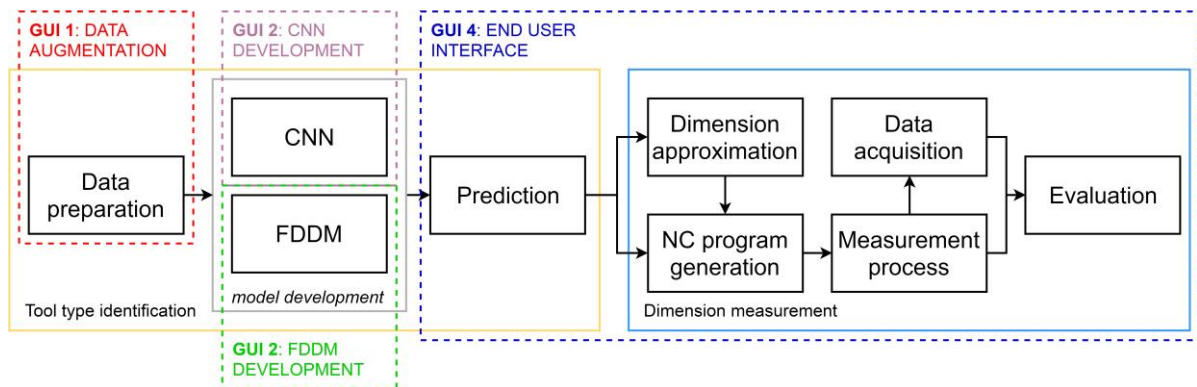 GUI 1: DATA
AUGMENTATION
GUI 2: CNN
DEVELOPMENT
GUI 4: END USER
INTERFACE
Data
preparation
CNN
FDDM
model development
Prediction
Tool type identification
GUI 2: FDDM
DEVELOPMENT
Dimension
approximation
Data
acquisition
NC program
generation
Measurement
process
Evaluation
Dimension measurement